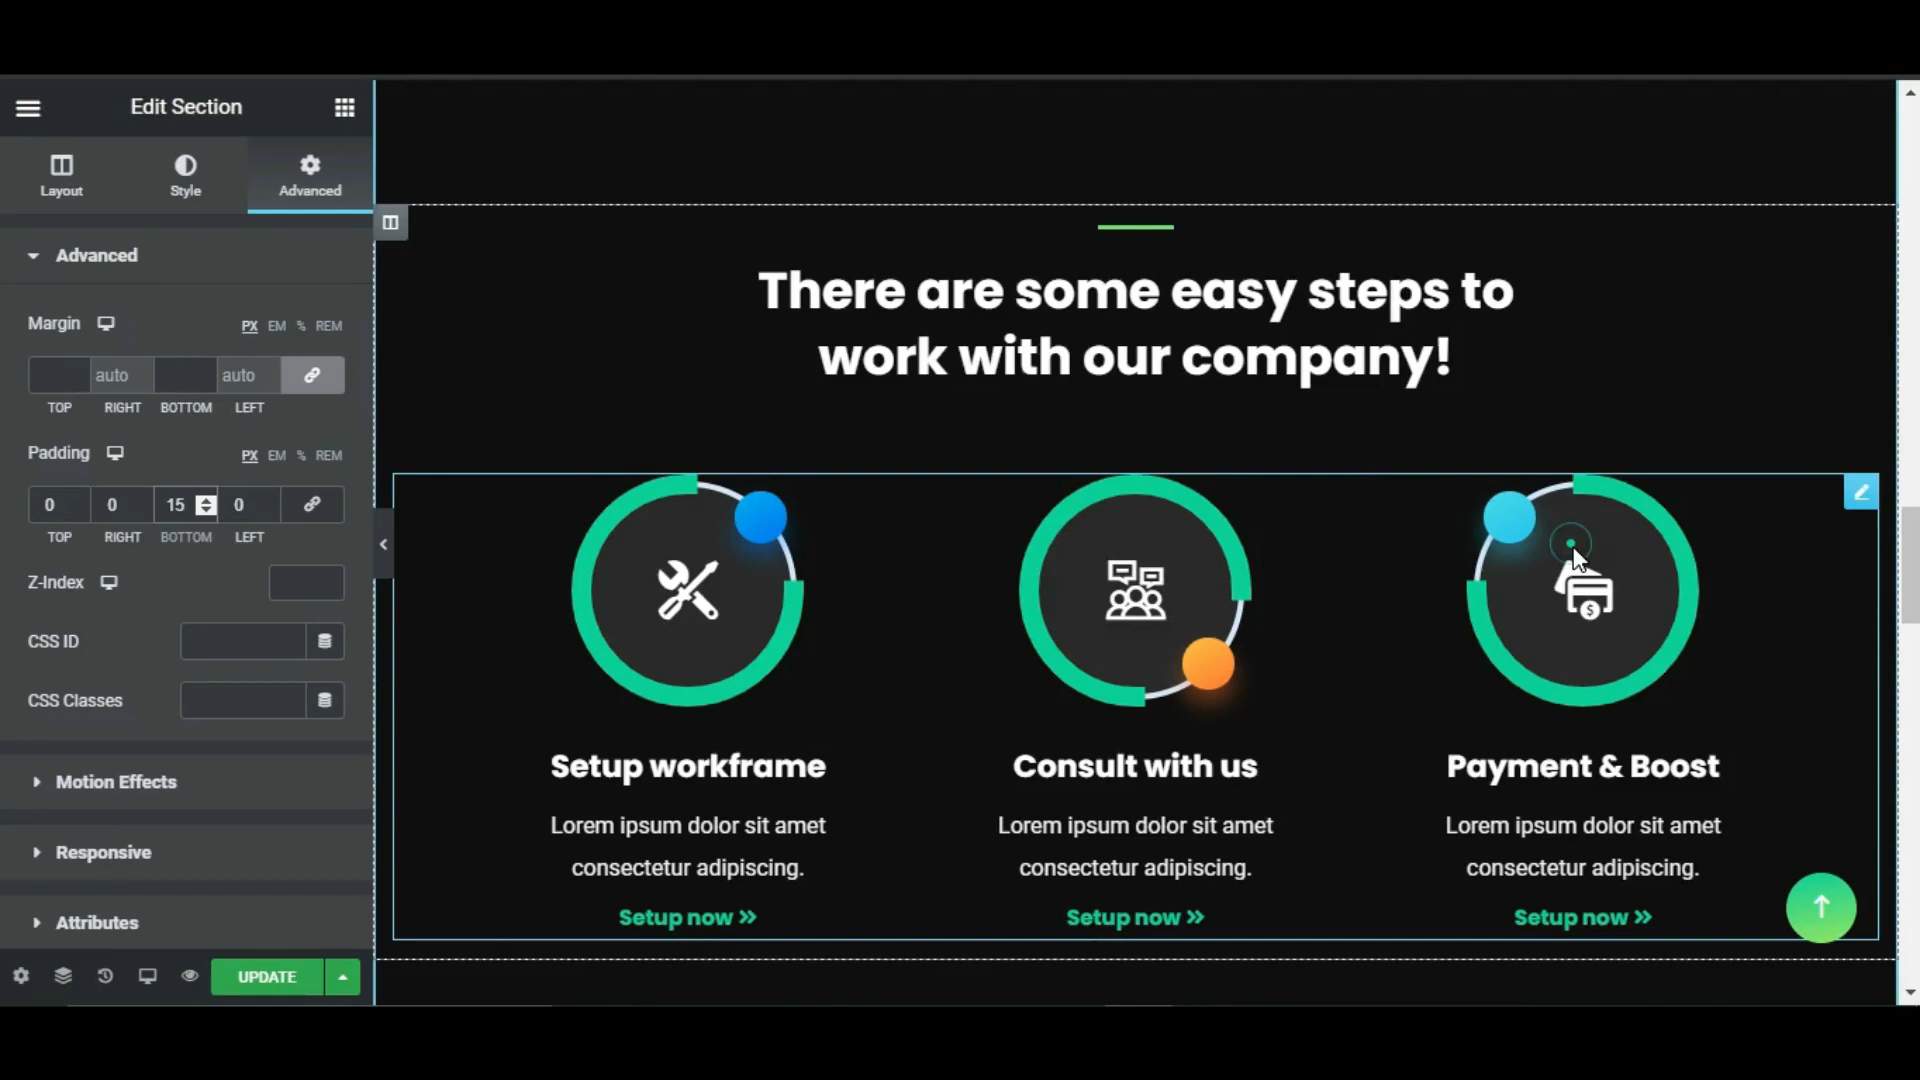 Edit Section
Layout Style Advanced
Advanced
Margin PX EM % REM
auto auto
TOP RIGHT BOTTOM LEFT
Padding PX EM % REM
0 0 15 0
TOP RIGHT BOTTOM LEFT
Z-Index
CSS ID
CSS Classes
Motion Effects
Responsive
Attributes
UPDATE
There are some easy steps to
work with our company!
$
Setup workframe
Lorem ipsum dolor sit amet
consectetur adipiscing.
Setup now »
Consult with us
Lorem ipsum dolor sit amet
consectetur adipiscing.
Setup now »
Payment & Boost
Lorem ipsum dolor sit amet
consectetur adipiscing.
Setup now »